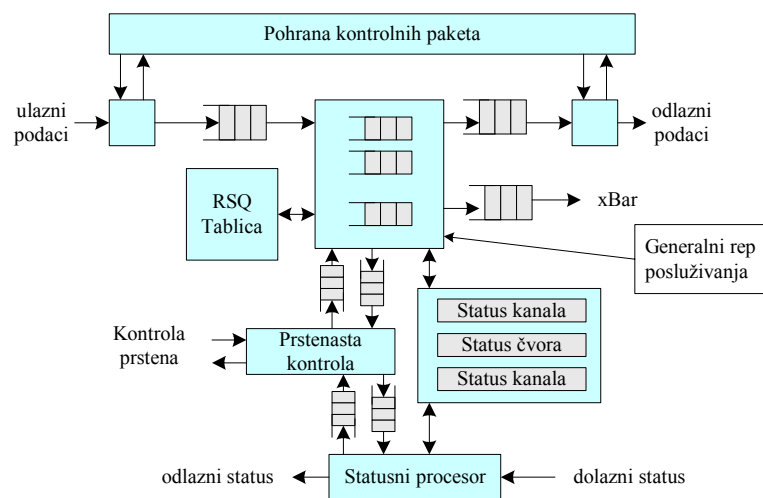 Pohrana kontrolnih paketa
ulazni
podaci
odlazni
podaci
RSQ
Tablica
xBar
Generalni rep
posluživanja
Status kanala
Status čvora
Status kanala
Kontrola
prstena
Prstenasta
kontrola
odlazni status
Statusni procesor
dolazni status